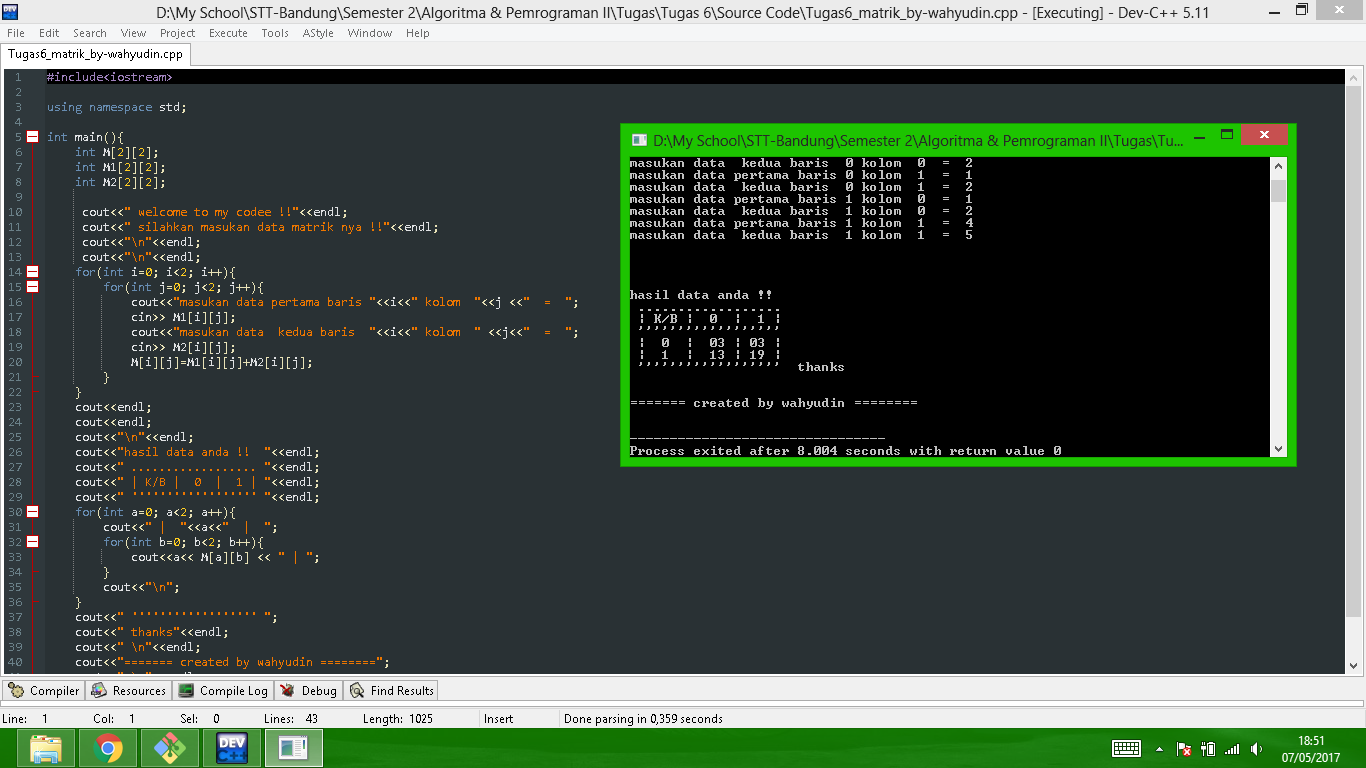 D:\My School\STT-Bandung\Semester 2\Algoritma & Pemrograman II\Tugas\Tugas 6\Source Code\Tugas6_matrik_by-wahyudin.cpp - [Executing] - Dev-C++ 5.11
File Edit Search View Project Execute Tools AStyle Window Help
Tugas6_matrik_by-wahyudin.cpp
1 #include<iostream>
2
3 using namespace std;
4
5 int main(){
6 int M[2][2];
7 int M1[2][2];
8 int M2[2][2];
9
10 cout<<" welcome to my codee !!"<<endl;
11 cout<<" silahkan masukan data matrik nya !!"<<endl;
12 cout<<"\n"<<endl;
13 cout<<"\n"<<endl;
14 for(int i=0; i<2; i++){
15 for(int j=0; j<2; j++){
16 cout<<"masukan data pertama baris "<<i<<" kolom  "<<j <<"  =  ";
17 cin>> M1[i][j];
18 cout<<"masukan data  kedua baris  "<<i<<" kolom  " <<j<<"  =  ";
19 cin>> M2[i][j];
20 M[i][j]=M1[i][j]+M2[i][j];
21 }
22 }
23 cout<<endl;
24 cout<<endl;
25 cout<<"\n"<<endl;
26 cout<<"hasil data anda !!  "<<endl;
27 cout<<" .................. "<<endl;
28 cout<<" | K/B |  0  |  1 | "<<endl;
29 cout<<" '''''''''''''''''' "<<endl;
30 for(int a=0; a<2; a++){
31 cout<<" |  "<<a<<"  |  ";
32 for(int b=0; b<2; b++){
33 cout<<a<< M[a][b] << " | ";
34 }
35 cout<<"\n";
36 }
37 cout<<" '''''''''''''''''' ";
38 cout<<" thanks"<<endl;
39 cout<<" \n"<<endl;
40 cout<<"======= created by wahyudin ========";
D:\My School\STT-Bandung\Semester 2\Algoritma & Pemrograman II\Tugas\Tu...
masukan data  kedua baris  0 kolom  0  =  2
masukan data pertama baris 0 kolom  1  =  1
masukan data  kedua baris  0 kolom  1  =  2
masukan data pertama baris 1 kolom  0  =  1
masukan data  kedua baris  1 kolom  0  =  2
masukan data pertama baris 1 kolom  1  =  4
masukan data  kedua baris  1 kolom  1  =  5
hasil data anda !!
..................
| K/B |  0  |  1 |
''''''''''''''''''
|  0  |  03 | 03 |
|  1  |  13 | 19 |
''''''''''''''''''  thanks
======= created by wahyudin ========
--------------------------------
Process exited after 8.004 seconds with return value 0
Compiler Resources Compile Log Debug Find Results
Line: 1 Col: 1 Sel: 0 Lines: 43 Length: 1025 Insert Done parsing in 0,359 seconds
DEV C++
18:51
07/05/2017